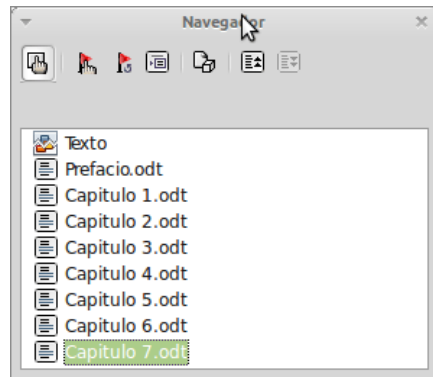 Navegador
Texto
Prefacio.odt
Capitulo 1.odt
Capitulo 2.odt
Capitulo 3.odt
Capitulo 4.odt
Capitulo 5.odt
Capitulo 6.odt
Capitulo 7.odt